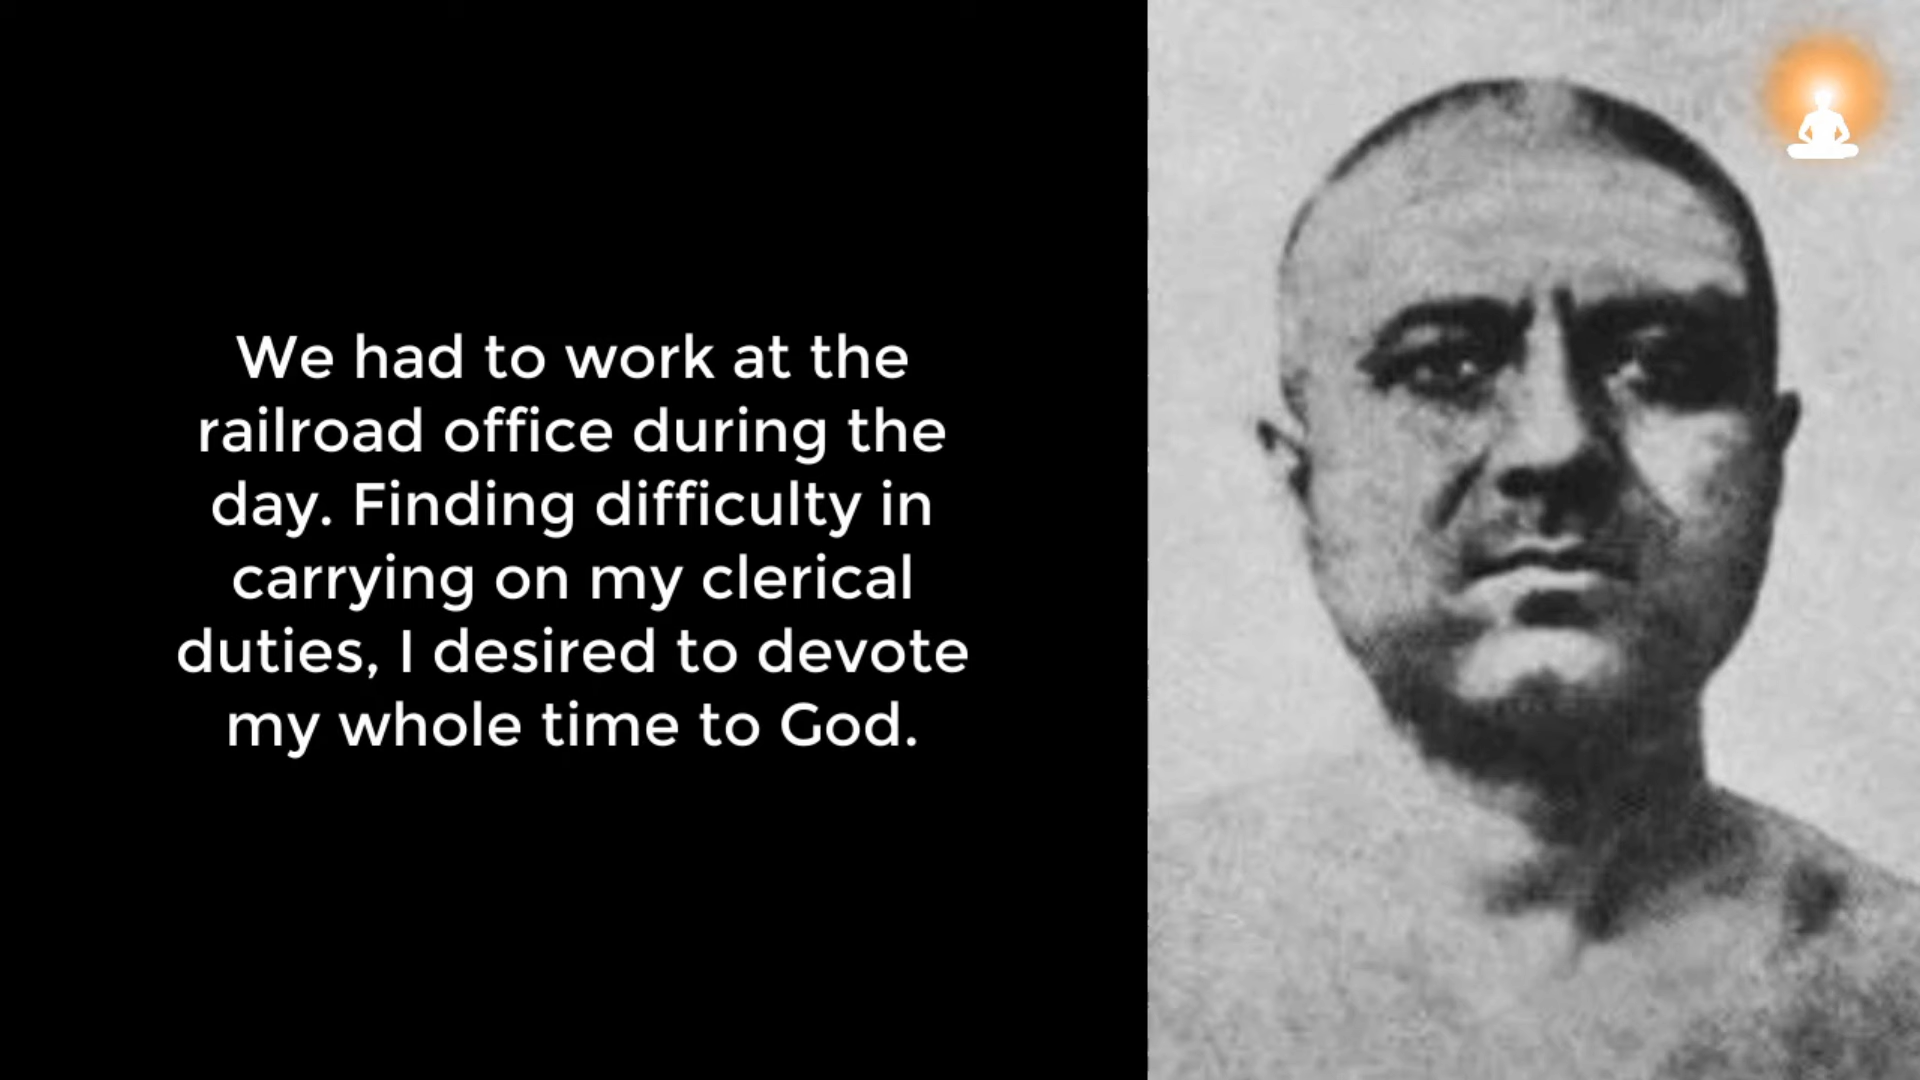 We had to work at the
railroad office during the
day. Finding difficulty in
carrying on my clerical
duties, I desired to devote
my whole time to God.